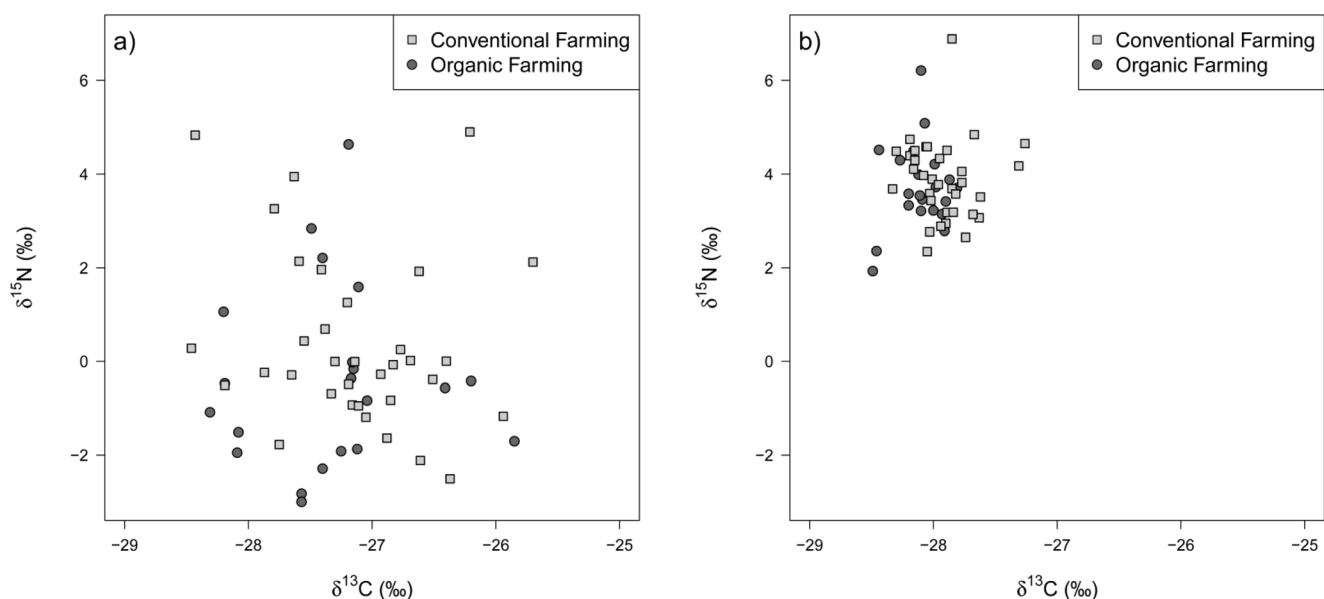 a)
Conventional Farming
Organic Farming
6
4
2
0
−2
δ15N (‰)
−29
−28
−27
−26
−25
δ13C (‰)
b)
Conventional Farming
Organic Farming
6
4
2
0
−2
δ15N (‰)
−29
−28
−27
−26
−25
δ13C (‰)